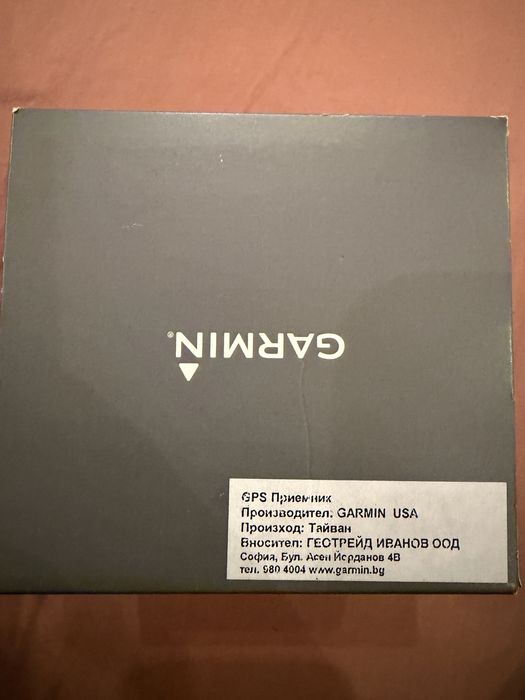 GARMIN®
GPS Приемник
Производител: GARMIN USA
Произход: Тайван
Вносител: ГЕОТРЕЙД ИВАНОВ ООД
София, Бул. Асен Йорданов 4В
тел. 980 4004 www.garmin.bg